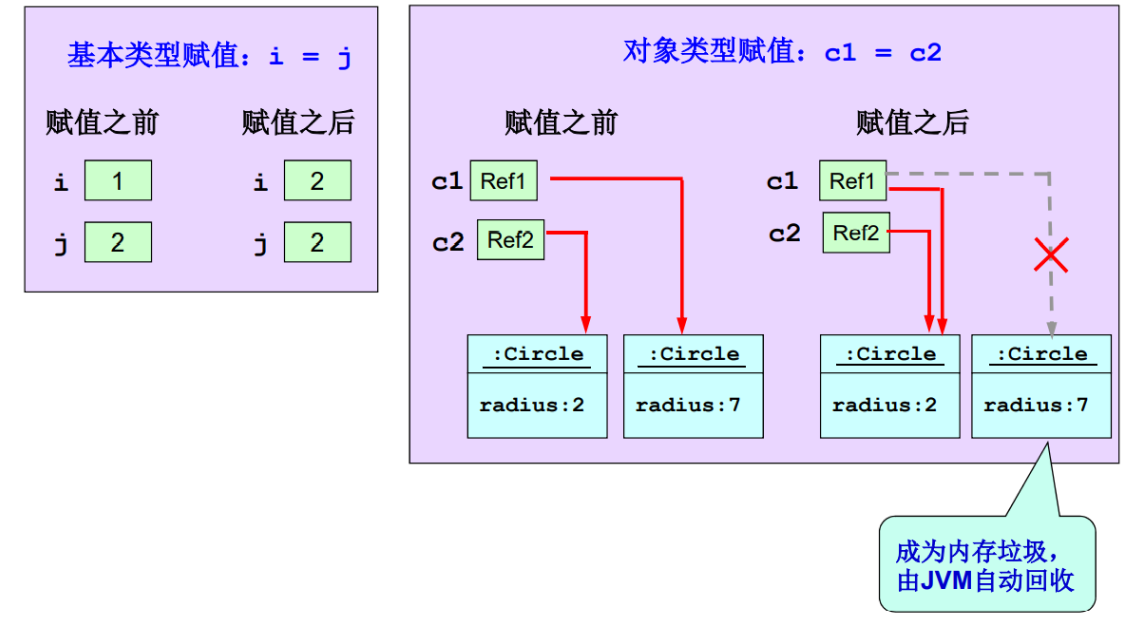 基本类型赋值：i = j
赋值之前 赋值之后
i 1 i 2
j 2 j 2
对象类型赋值：c1 = c2
赋值之前 赋值之后
c1 Ref1 c1 Ref1
c2 Ref2 c2 Ref2
:Circle :Circle :Circle :Circle
radius:2 radius:7 radius:2 radius:7
成为内存垃圾，
由JVM自动回收